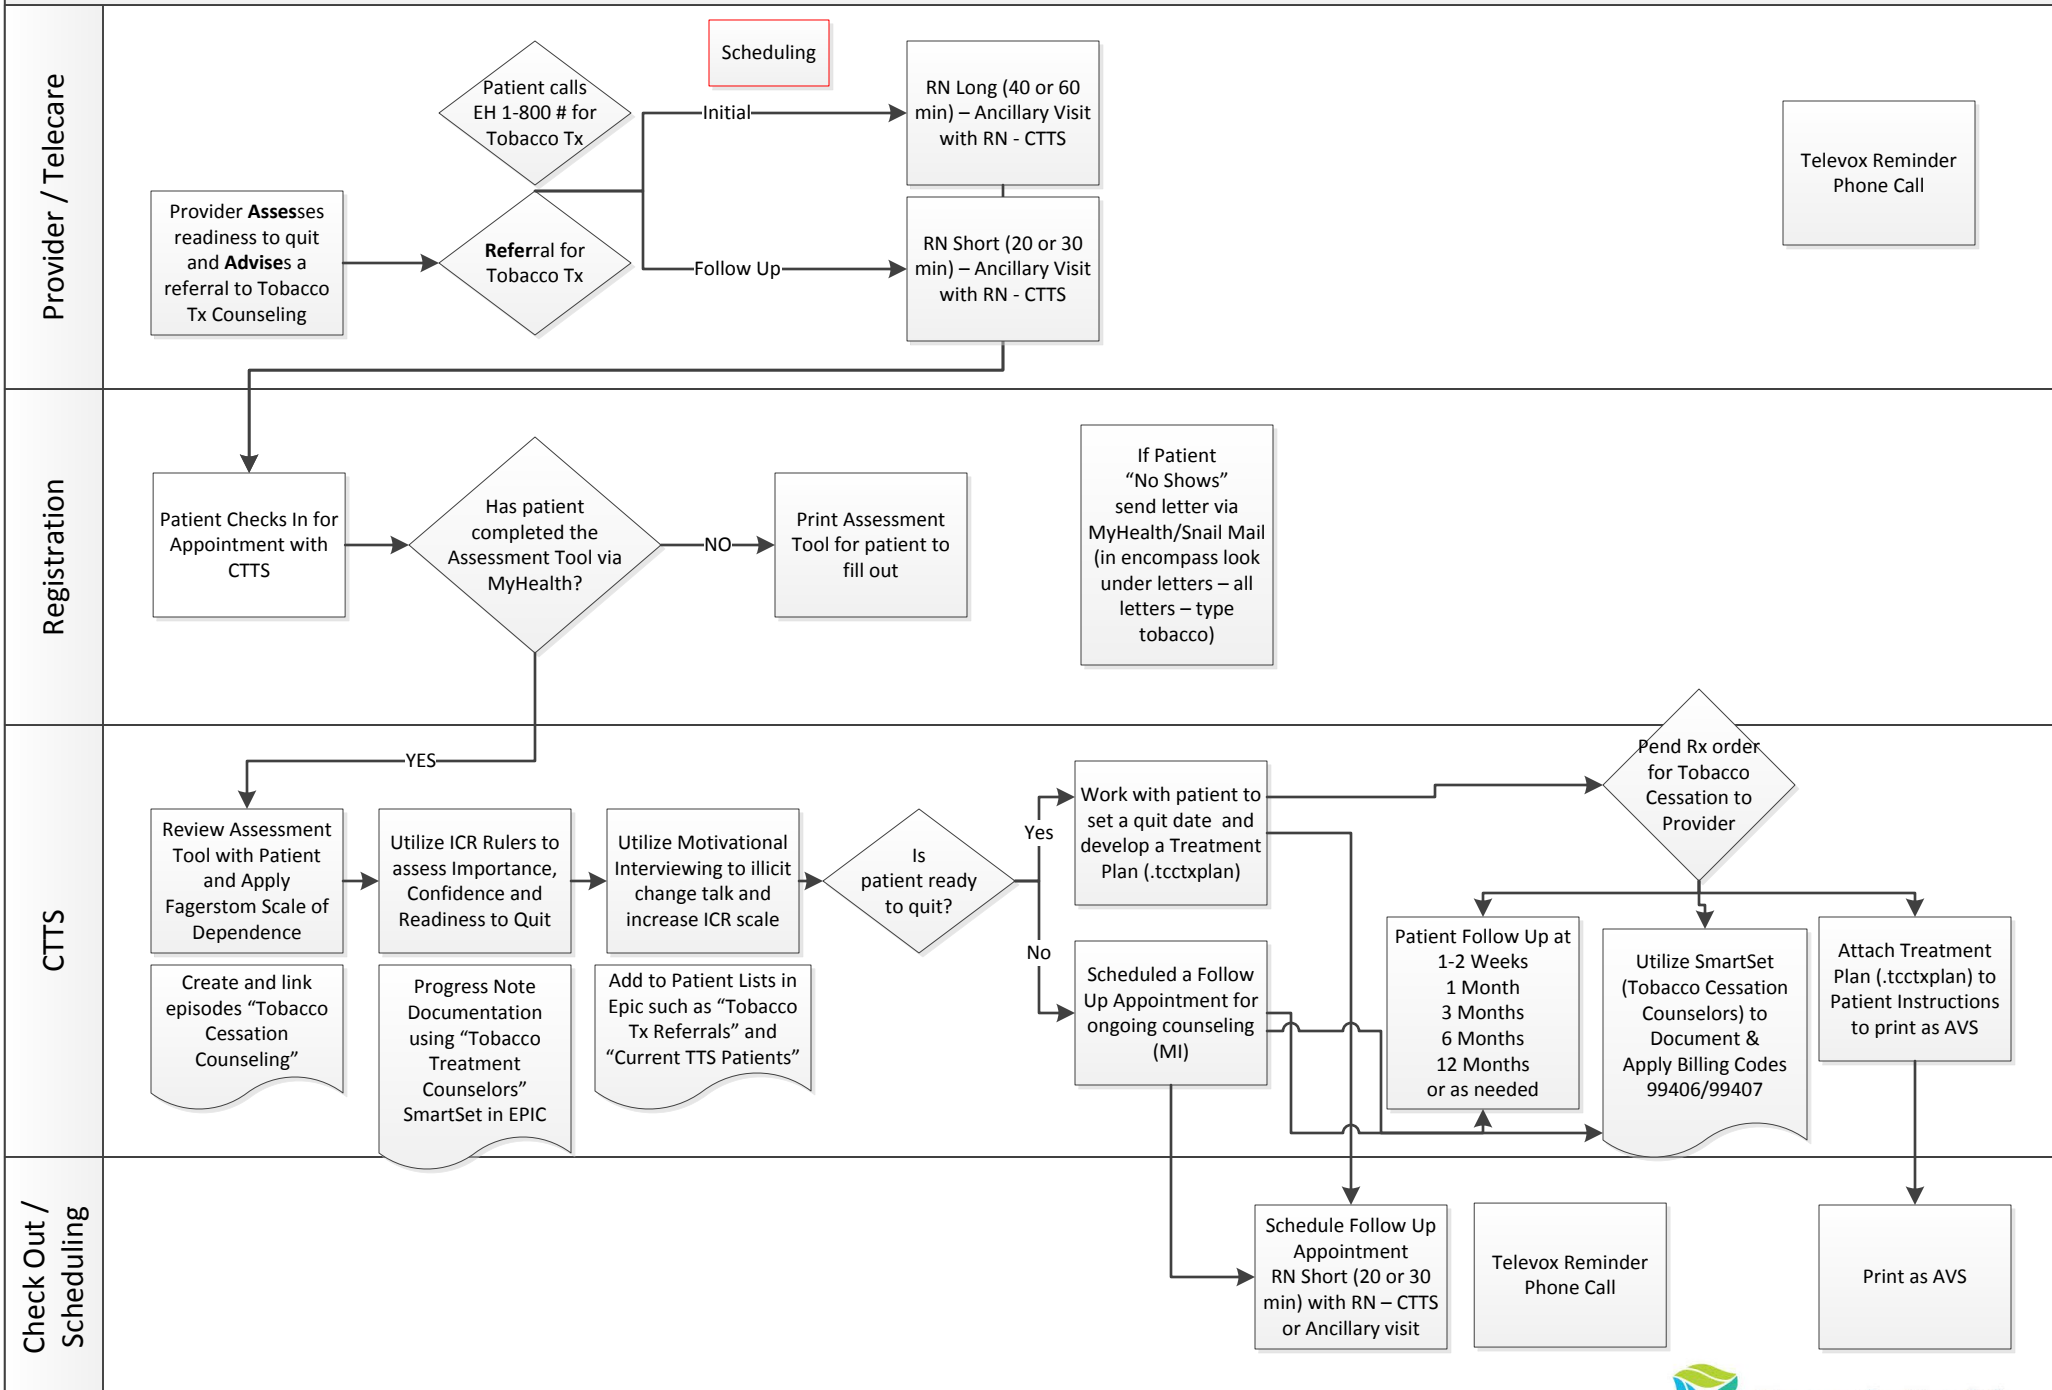 Provider / Telecare
Patient calls
EH 1-800 # for
Tobacco Tx
Scheduling
Initial
RN Long (40 or 60
min) – Ancillary Visit
with RN - CTTS
Televox Reminder
Phone Call
Provider Assesses
readiness to quit
and Advises a
referral to Tobacco
Tx Counseling
Referral for
Tobacco Tx
Follow Up
RN Short (20 or 30
min) – Ancillary Visit
with RN - CTTS
Registration
Patient Checks In for
Appointment with
CTTS
Has patient
completed the
Assessment Tool via
MyHealth?
NO
Print Assessment
Tool for patient to
fill out
If Patient
“No Shows”
send letter via
MyHealth/Snail Mail
(in encompass look
under letters – all
letters – type
tobacco)
CTTS
YES
Review Assessment
Tool with Patient
and Apply
Fagerstom Scale of
Dependence
Utilize ICR Rulers to
assess Importance,
Confidence and
Readiness to Quit
Utilize Motivational
Interviewing to illicit
change talk and
increase ICR scale
Is
patient ready
to quit?
Yes
Work with patient to
set a quit date  and
develop a Treatment
Plan (.tcctxplan)
Pend Rx order
for Tobacco
Cessation to
Provider
Create and link
episodes “Tobacco
Cessation
Counseling”
Progress Note
Documentation
using “Tobacco
Treatment
Counselors”
SmartSet in EPIC
Add to Patient Lists in
Epic such as “Tobacco
Tx Referrals” and
“Current TTS Patients”
No
Scheduled a Follow
Up Appointment for
ongoing counseling
(MI)
Patient Follow Up at
1-2 Weeks
1 Month
3 Months
6 Months
12 Months
or as needed
Utilize SmartSet
(Tobacco Cessation
Counselors) to
Document &
Apply Billing Codes
99406/99407
Attach Treatment
Plan (.tcctxplan) to
Patient Instructions
to print as AVS
Check Out /
Scheduling
Schedule Follow Up
Appointment
RN Short (20 or 30
min) with RN – CTTS
or Ancillary visit
Televox Reminder
Phone Call
Print as AVS